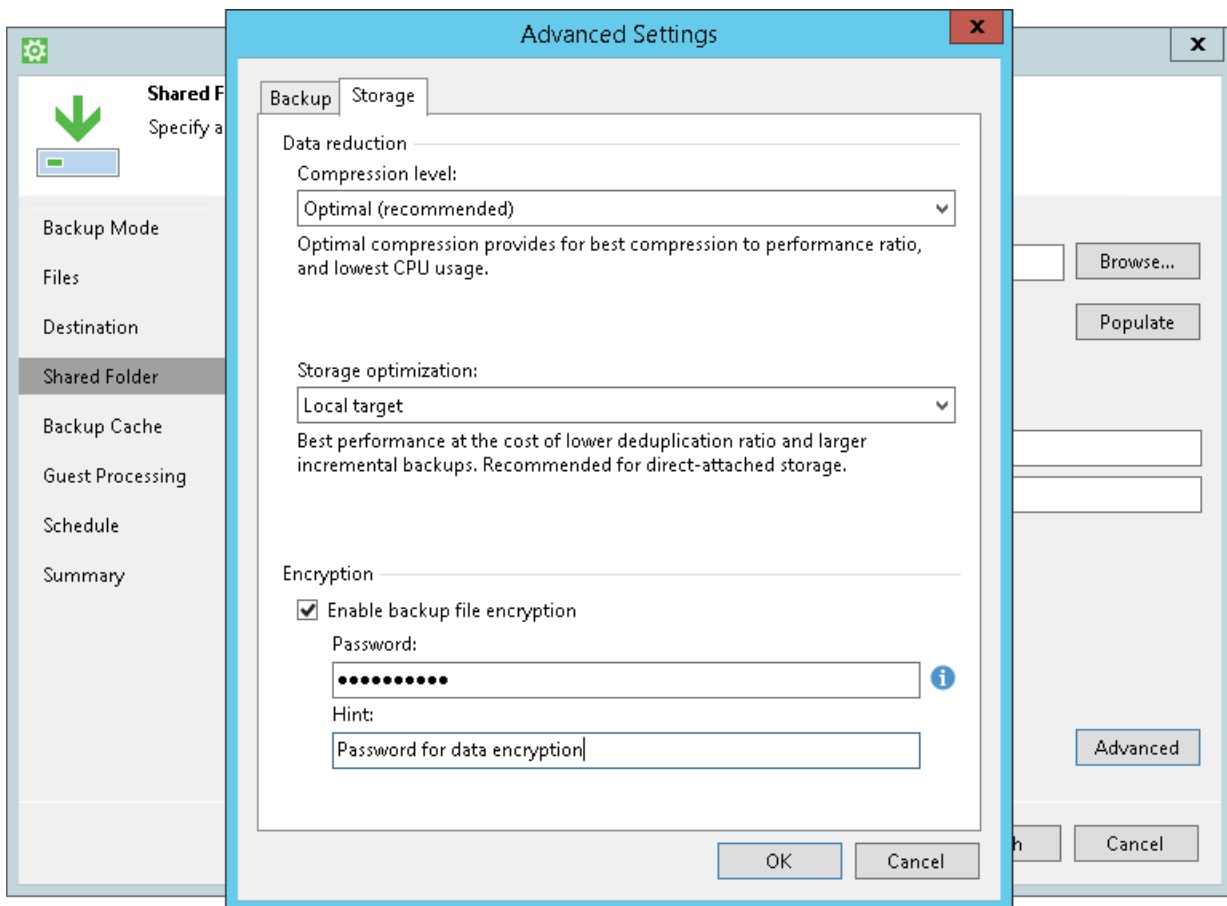 Advanced Settings
x
x
Shared F
Specify a
Backup Mode
Files
Destination
Shared Folder
Backup Cache
Guest Processing
Schedule
Summary
Backup
Storage
Data reduction
Compression level:
Optimal (recommended)
Optimal compression provides for best compression to performance ratio,
and lowest CPU usage.
Storage optimization:
Local target
Best performance at the cost of lower deduplication ratio and larger
incremental backups. Recommended for direct-attached storage.
Encryption
Enable backup file encryption
Password:
●●●●●●●●●●
i
Hint:
Password for data encryption
OK
Cancel
Browse...
Populate
Advanced
h
Cancel